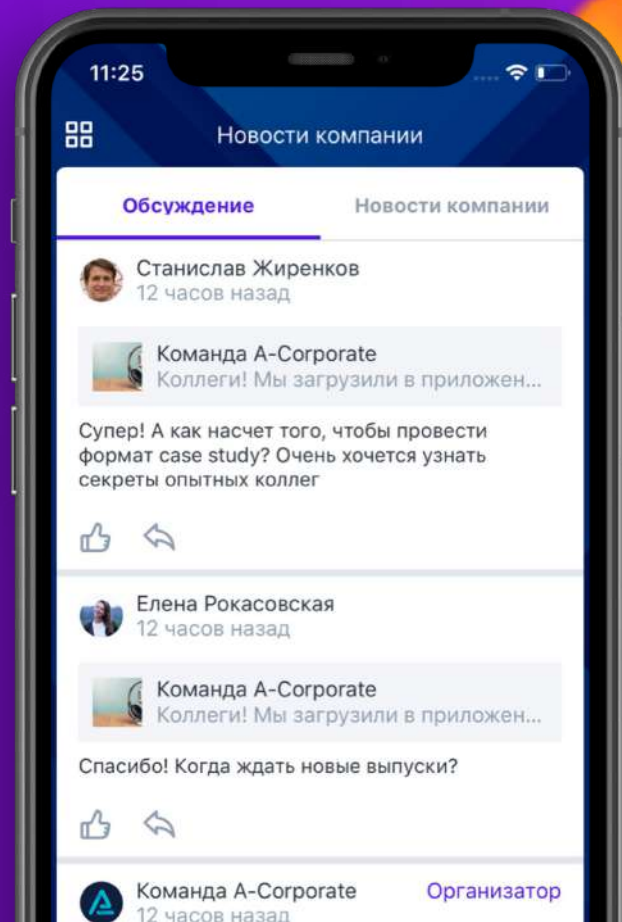 11:25
Новости компании
Обсуждение Новости компании
Станислав Жиренков
12 часов назад
Команда A-Corporate
Коллеги! Мы загрузили в приложен...
Супер! А как насчет того, чтобы провести
формат case study? Очень хочется узнать
секреты опытных коллег
Елена Рокасовская
12 часов назад
Команда A-Corporate
Коллеги! Мы загрузили в приложен...
Спасибо! Когда ждать новые выпуски?
Команда A-Corporate Организатор
12 часов назад